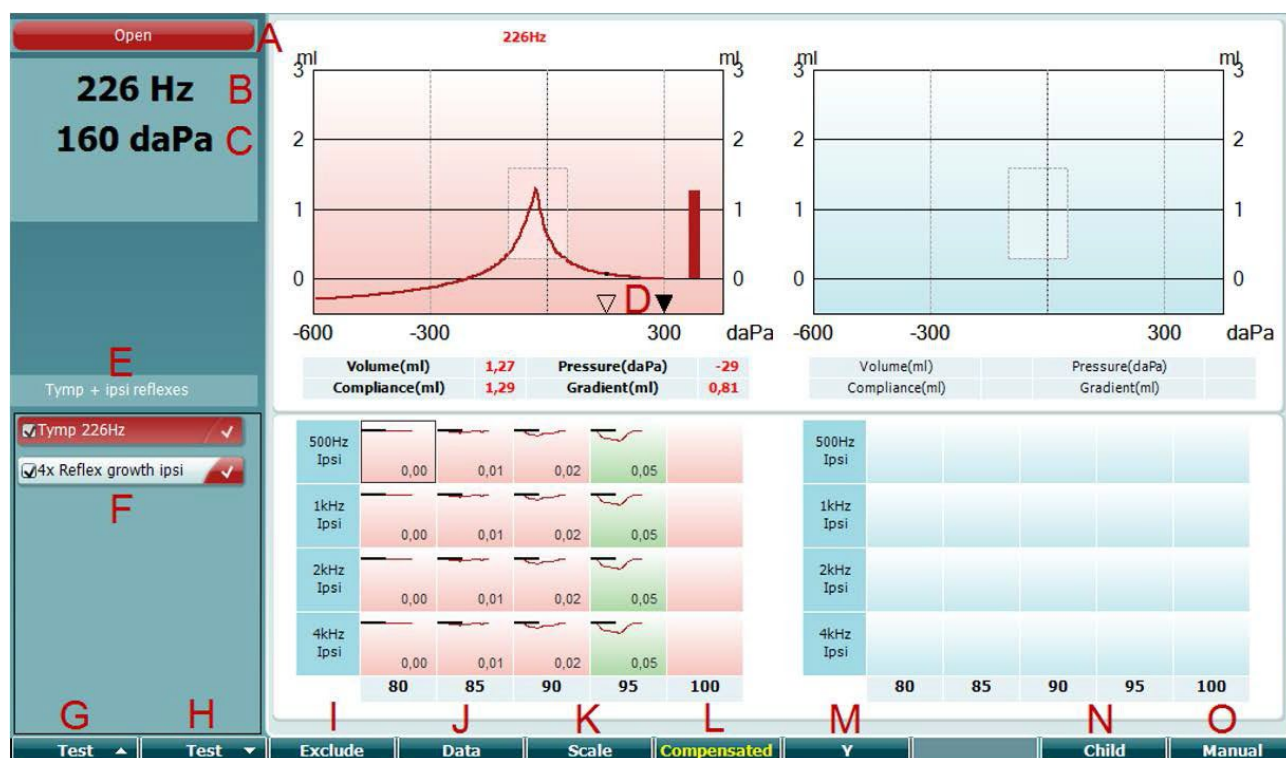 Open A
226 Hz B
160 daPa C
E
Tymp + ipsi reflexes
Tymp 226Hz
4x Reflex growth ipsi
F
226Hz
ml ml
3 3
2 2
1 1
0 0
D
-600 -300 300 daPa
Volume(ml) 1,27 Pressure(daPa) -29
Compliance(ml) 1,29 Gradient(ml) 0,81
ml ml
3 3
2 2
1 1
0 0
-600 -300 300 daPa
Volume(ml) Pressure(daPa)
Compliance(ml) Gradient(ml)
500Hz
Ipsi
0,00 0,01 0,02 0,05
1kHz
Ipsi
0,00 0,01 0,02 0,05
2kHz
Ipsi
0,00 0,01 0,02 0,05
4kHz
Ipsi
0,00 0,01 0,02 0,05
80 85 90 95 100
500Hz
Ipsi
1kHz
Ipsi
2kHz
Ipsi
4kHz
Ipsi
80 85 90 95 100
G H I J K L M N O
Test Test Exclude Data Scale Compensated Y Child Manual